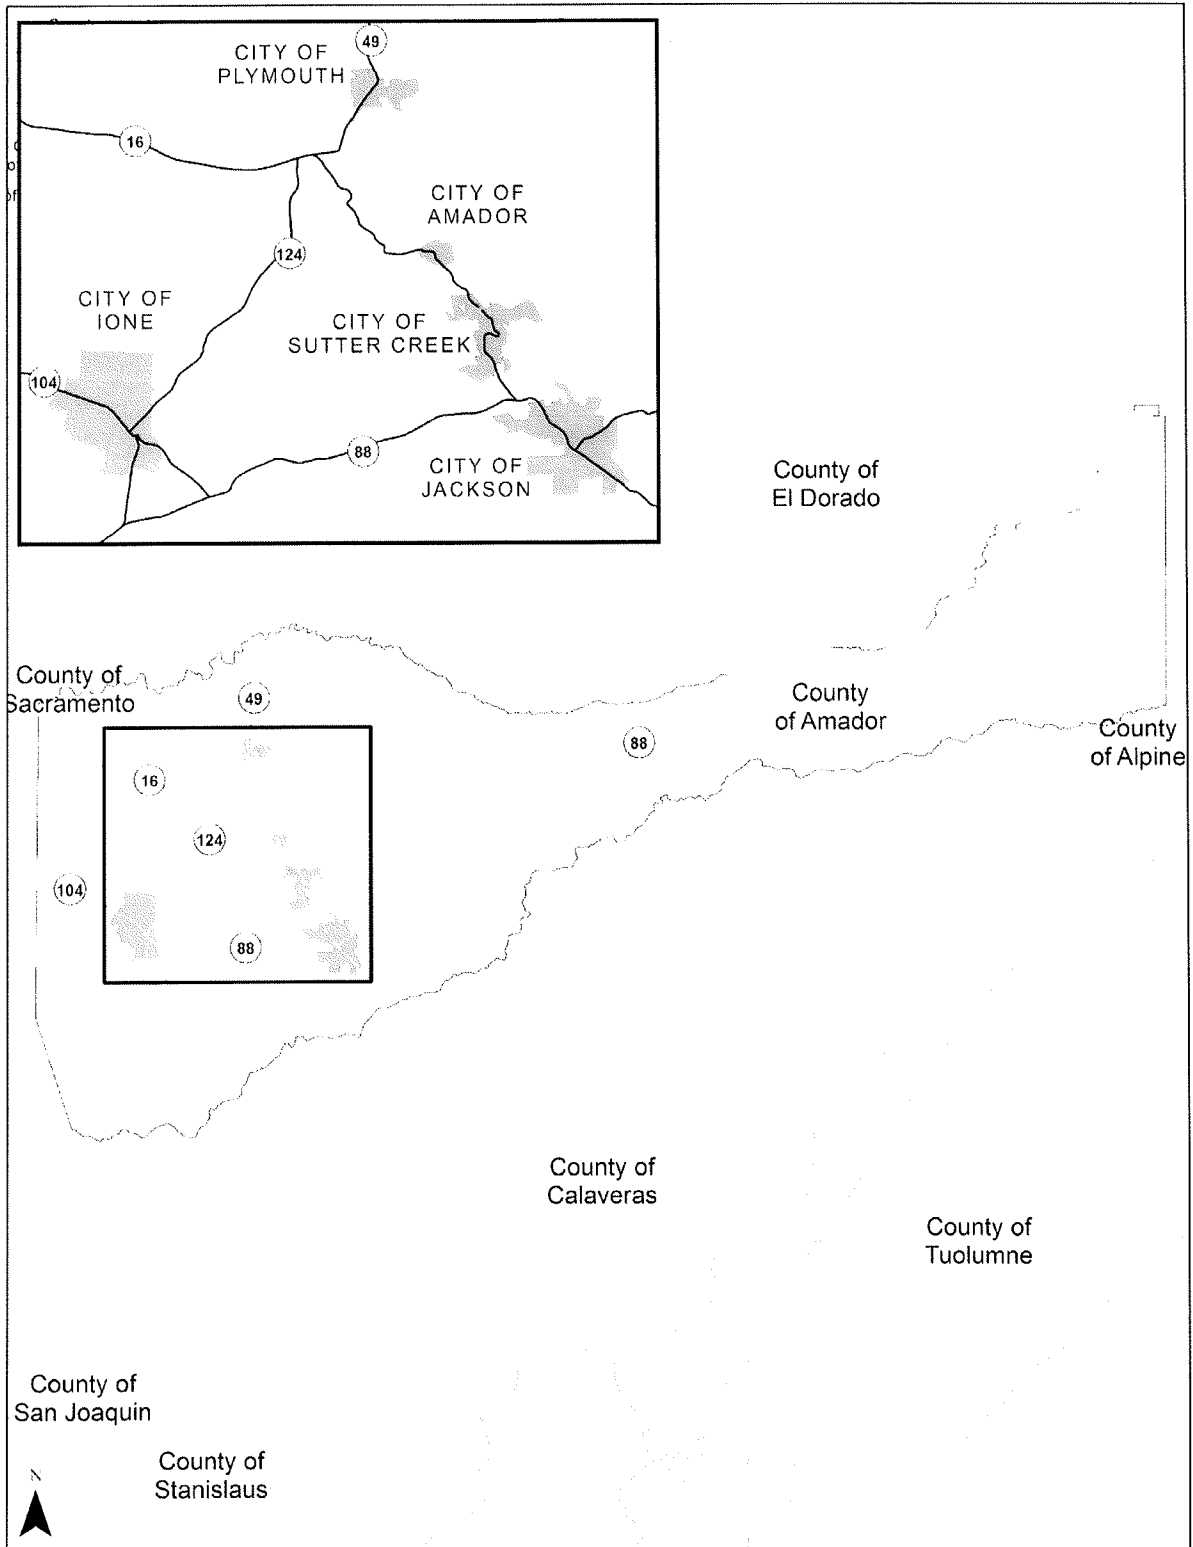 49
CITY OF
PLYMOUTH
16
CITY OF
AMADOR
124
CITY OF
IONE
CITY OF
SUTTER CREEK
104
88
CITY OF
JACKSON
County of
El Dorado
County of
Sacramento
49
County
of Amador
88
County
of Alpine
16
124
104
88
County of
Calaveras
County of
Tuolumne
County of
San Joaquin
County of
Stanislaus
N